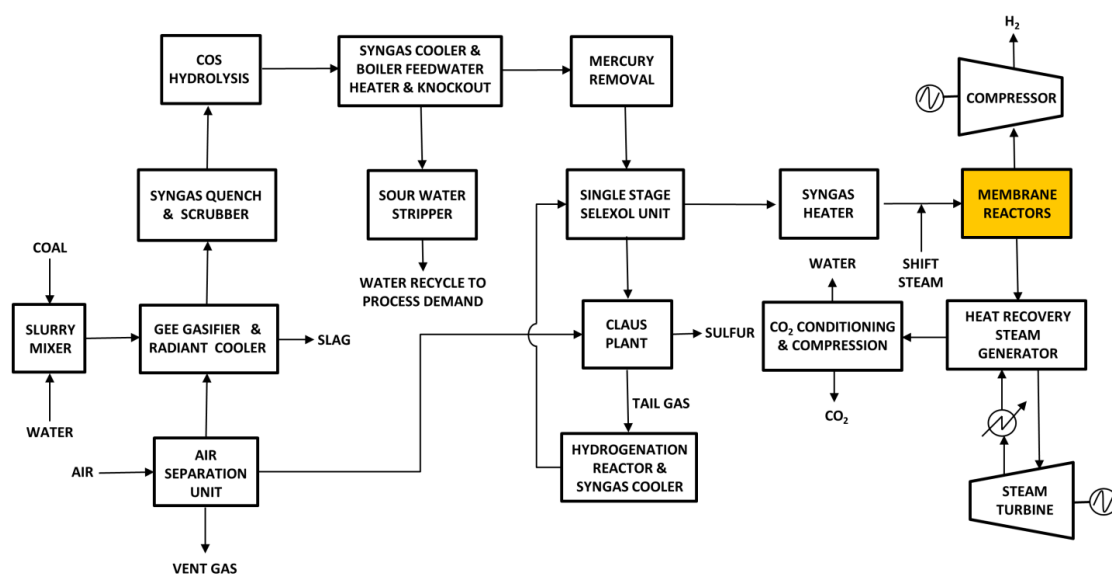 H2
COMPRESSOR
COS
HYDROLYSIS
SYNGAS COOLER &
BOILER FEEDWATER
HEATER & KNOCKOUT
MERCURY
REMOVAL
SYNGAS QUENCH
& SCRUBBER
SOUR WATER
STRIPPER
SINGLE STAGE
SELEXOL UNIT
SYNGAS
HEATER
MEMBRANE
REACTORS
COAL
WATER RECYCLE TO
PROCESS DEMAND
WATER
SHIFT
STEAM
SLURRY
MIXER
GEE GASIFIER &
RADIANT COOLER
SLAG
CLAUS
PLANT
SULFUR
CO2 CONDITIONING
& COMPRESSION
HEAT RECOVERY
STEAM
GENERATOR
WATER
TAIL GAS
CO2
AIR
AIR
SEPARATION
UNIT
HYDROGENATION
REACTOR &
SYNGAS COOLER
STEAM
TURBINE
VENT GAS